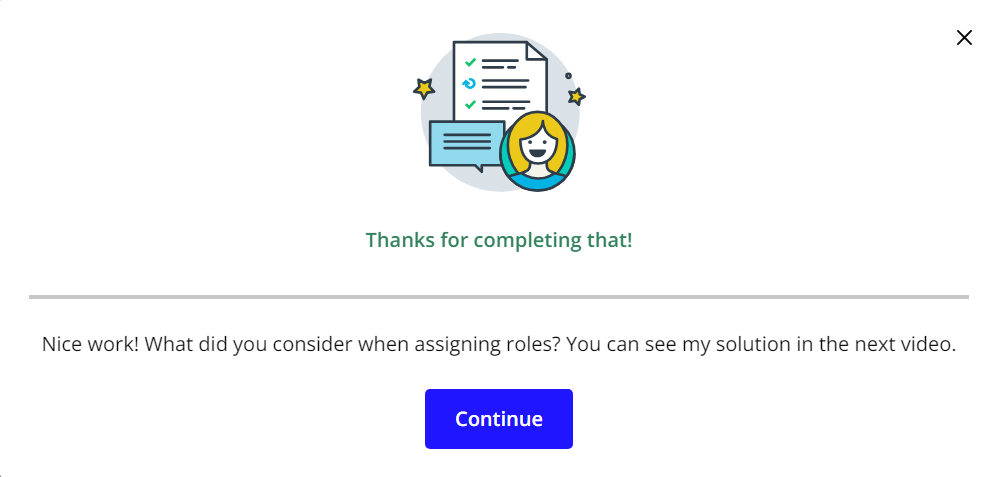 Thanks for completing that!
Nice work! What did you consider when assigning roles? You can see my solution in the next video.
Continue